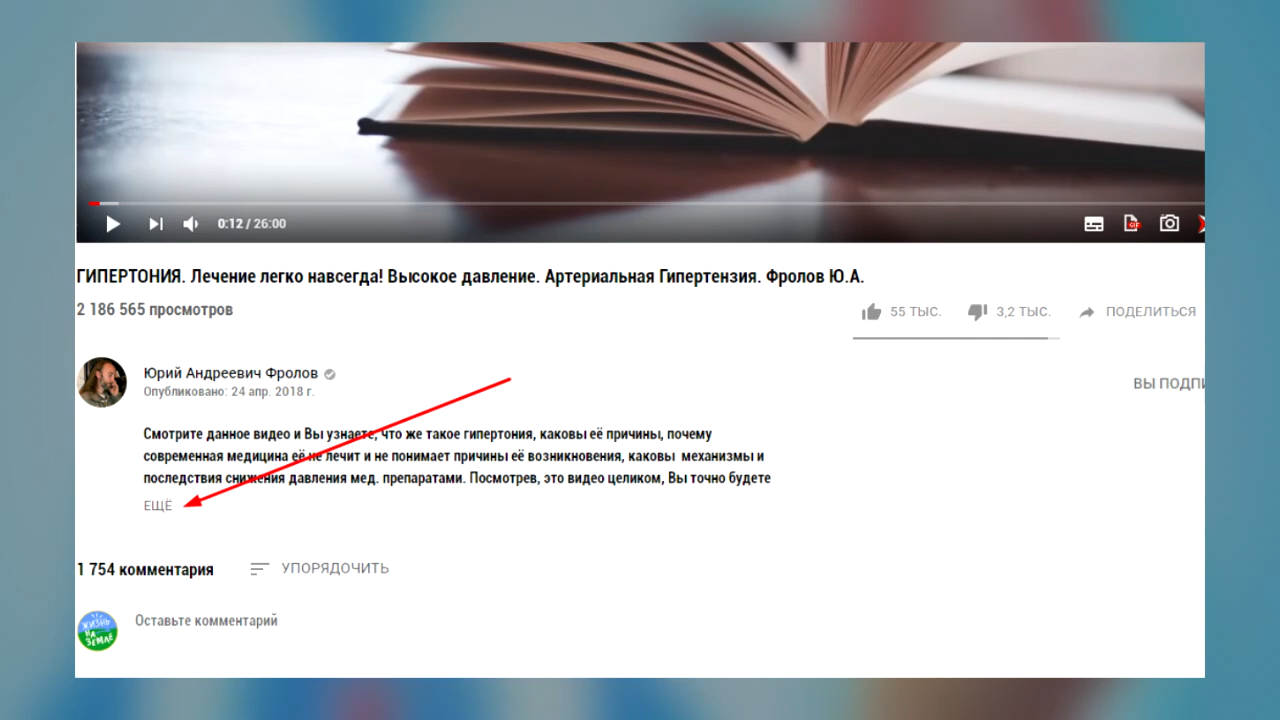 0:12 / 26:00
ГИПЕРТОНИЯ. Лечение легко навсегда! Высокое давление. Артериальная Гипертензия. Фролов Ю.А.
2 186 565 просмотров
55 ТЫС. 3,2 ТЫС. ПОДЕЛИТЬСЯ
Юрий Андреевич Фролов
Опубликовано: 24 апр. 2018 г.
ВЫ ПОДПИ
Смотрите данное видео и Вы узнаете, что же такое гипертония, каковы её причины, почему
современная медицина её не лечит и не понимает причины её возникновения, каковы механизмы и
последствия снижения давления мед. препаратами. Посмотрев, это видео целиком, Вы точно будете
ЕЩЁ
1 754 комментария УПОРЯДОЧИТЬ
ЖИЗНЬ
НА
ЗЕМЛЕ
Оставьте комментарий